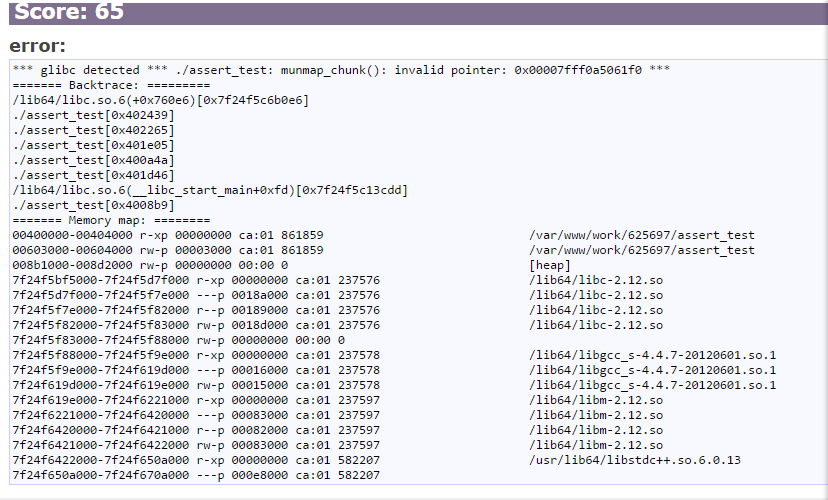 Score: 65
error:
*** glibc detected *** ./assert_test: munmap_chunk(): invalid pointer: 0x00007fff0a5061f0 ***
======= Backtrace: =========
/lib64/libc.so.6(+0x760e6)[0x7f24f5c6b0e6]
./assert_test[0x402439]
./assert_test[0x402265]
./assert_test[0x401e05]
./assert_test[0x400a4a]
./assert_test[0x401d46]
/lib64/libc.so.6(__libc_start_main+0xfd)[0x7f24f5c13cdd]
./assert_test[0x4008b9]
======= Memory map: ========
00400000-00404000 r-xp 00000000 ca:01 861859 /var/www/work/625697/assert_test
00603000-00604000 rw-p 00003000 ca:01 861859 /var/www/work/625697/assert_test
008b1000-008d2000 rw-p 00000000 00:00 0 [heap]
7f24f5bf5000-7f24f5d7f000 r-xp 00000000 ca:01 237576 /lib64/libc-2.12.so
7f24f5d7f000-7f24f5f7e000 ---p 0018a000 ca:01 237576 /lib64/libc-2.12.so
7f24f5f7e000-7f24f5f82000 r--p 00189000 ca:01 237576 /lib64/libc-2.12.so
7f24f5f82000-7f24f5f83000 rw-p 0018d000 ca:01 237576 /lib64/libc-2.12.so
7f24f5f83000-7f24f5f88000 rw-p 00000000 00:00 0
7f24f5f88000-7f24f5f9e000 r-xp 00000000 ca:01 237578 /lib64/libgcc_s-4.4.7-20120601.so.1
7f24f5f9e000-7f24f619d000 ---p 00016000 ca:01 237578 /lib64/libgcc_s-4.4.7-20120601.so.1
7f24f619d000-7f24f619e000 rw-p 00015000 ca:01 237578 /lib64/libgcc_s-4.4.7-20120601.so.1
7f24f619e000-7f24f6221000 r-xp 00000000 ca:01 237597 /lib64/libm-2.12.so
7f24f6221000-7f24f6420000 ---p 00083000 ca:01 237597 /lib64/libm-2.12.so
7f24f6420000-7f24f6421000 r--p 00082000 ca:01 237597 /lib64/libm-2.12.so
7f24f6421000-7f24f6422000 rw-p 00083000 ca:01 237597 /lib64/libm-2.12.so
7f24f6422000-7f24f650a000 r-xp 00000000 ca:01 582207 /usr/lib64/libstdc++.so.6.0.13
7f24f650a000-7f24f670a000 ---p 000e8000 ca:01 582207